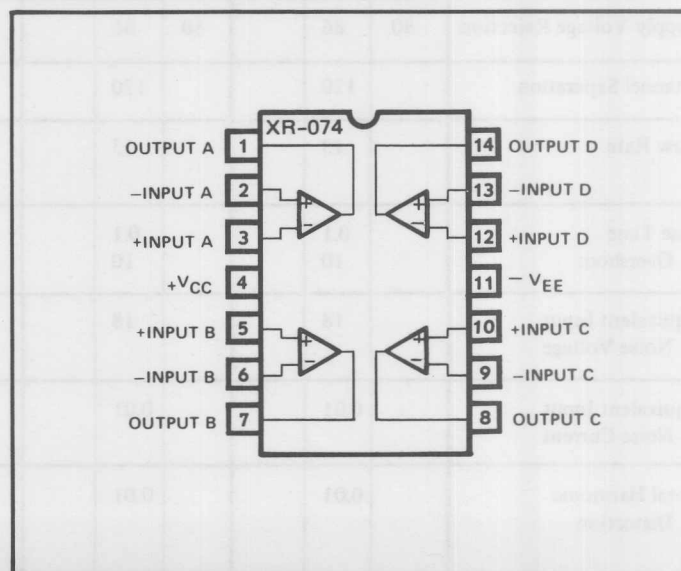 XR-074
OUTPUT A 1 14 OUTPUT D
−INPUT A 2 + + 13 −INPUT D
+INPUT A 3 − − 12 +INPUT D
+VCC 4 11 −VEE
+INPUT B 5 + + 10 +INPUT C
−INPUT B 6 − − 9 −INPUT C
OUTPUT B 7 8 OUTPUT C